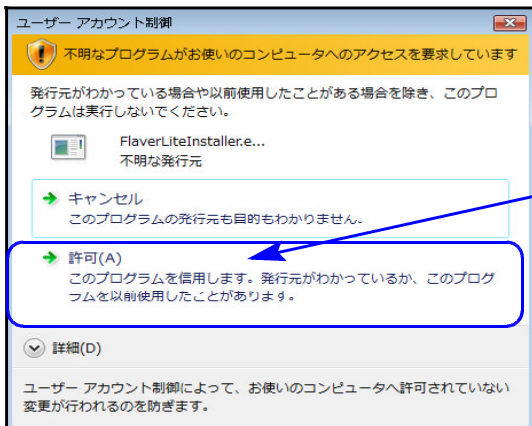 ユーザー アカウント制御
不明なプログラムがお使いのコンピュータへのアクセスを要求しています
発行元がわかっている場合や以前使用したことがある場合を除き、このプロ
グラムは実行しないでください。
FlaverLiteInstaller.e...
不明な発行元
キャンセル
このプログラムの発行元も目的もわかりません。
許可(A)
このプログラムを信用します。発行元がわかっているか、このプログ
ラムを以前使用したことがあります。
詳細(D)
ユーザー アカウント制御によって、お使いのコンピュータへ許可されていない
変更が行われるのを防ぎます。